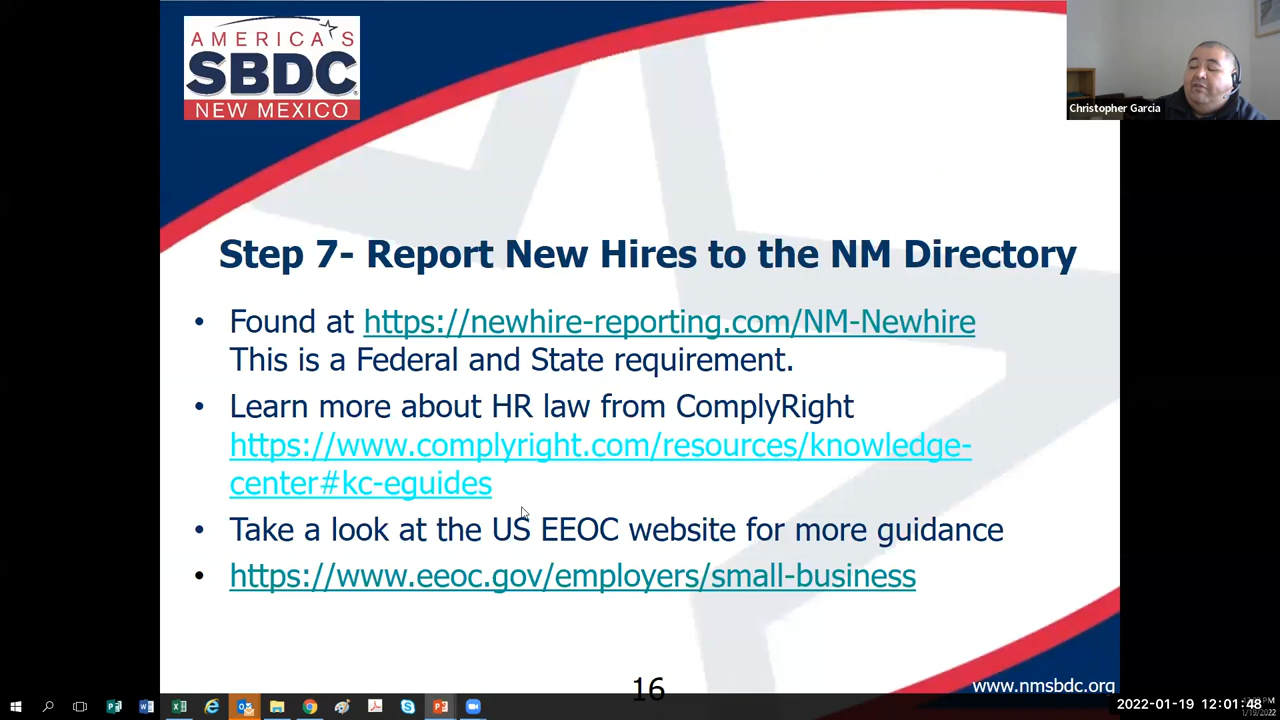 AMERICA'S
SBDC
NEW MEXICO
Christopher Garcia
Step 7- Report New Hires to the NM Directory
• Found at https://newhire-reporting.com/NM-Newhire
This is a Federal and State requirement.
• Learn more about HR law from ComplyRight
https://www.complyright.com/resources/knowledge-
center#kc-eguides
• Take a look at the US EEOC website for more guidance
• https://www.eeoc.gov/employers/small-business
16
www.nmsbdc.org
2022-01-19 12:01:48